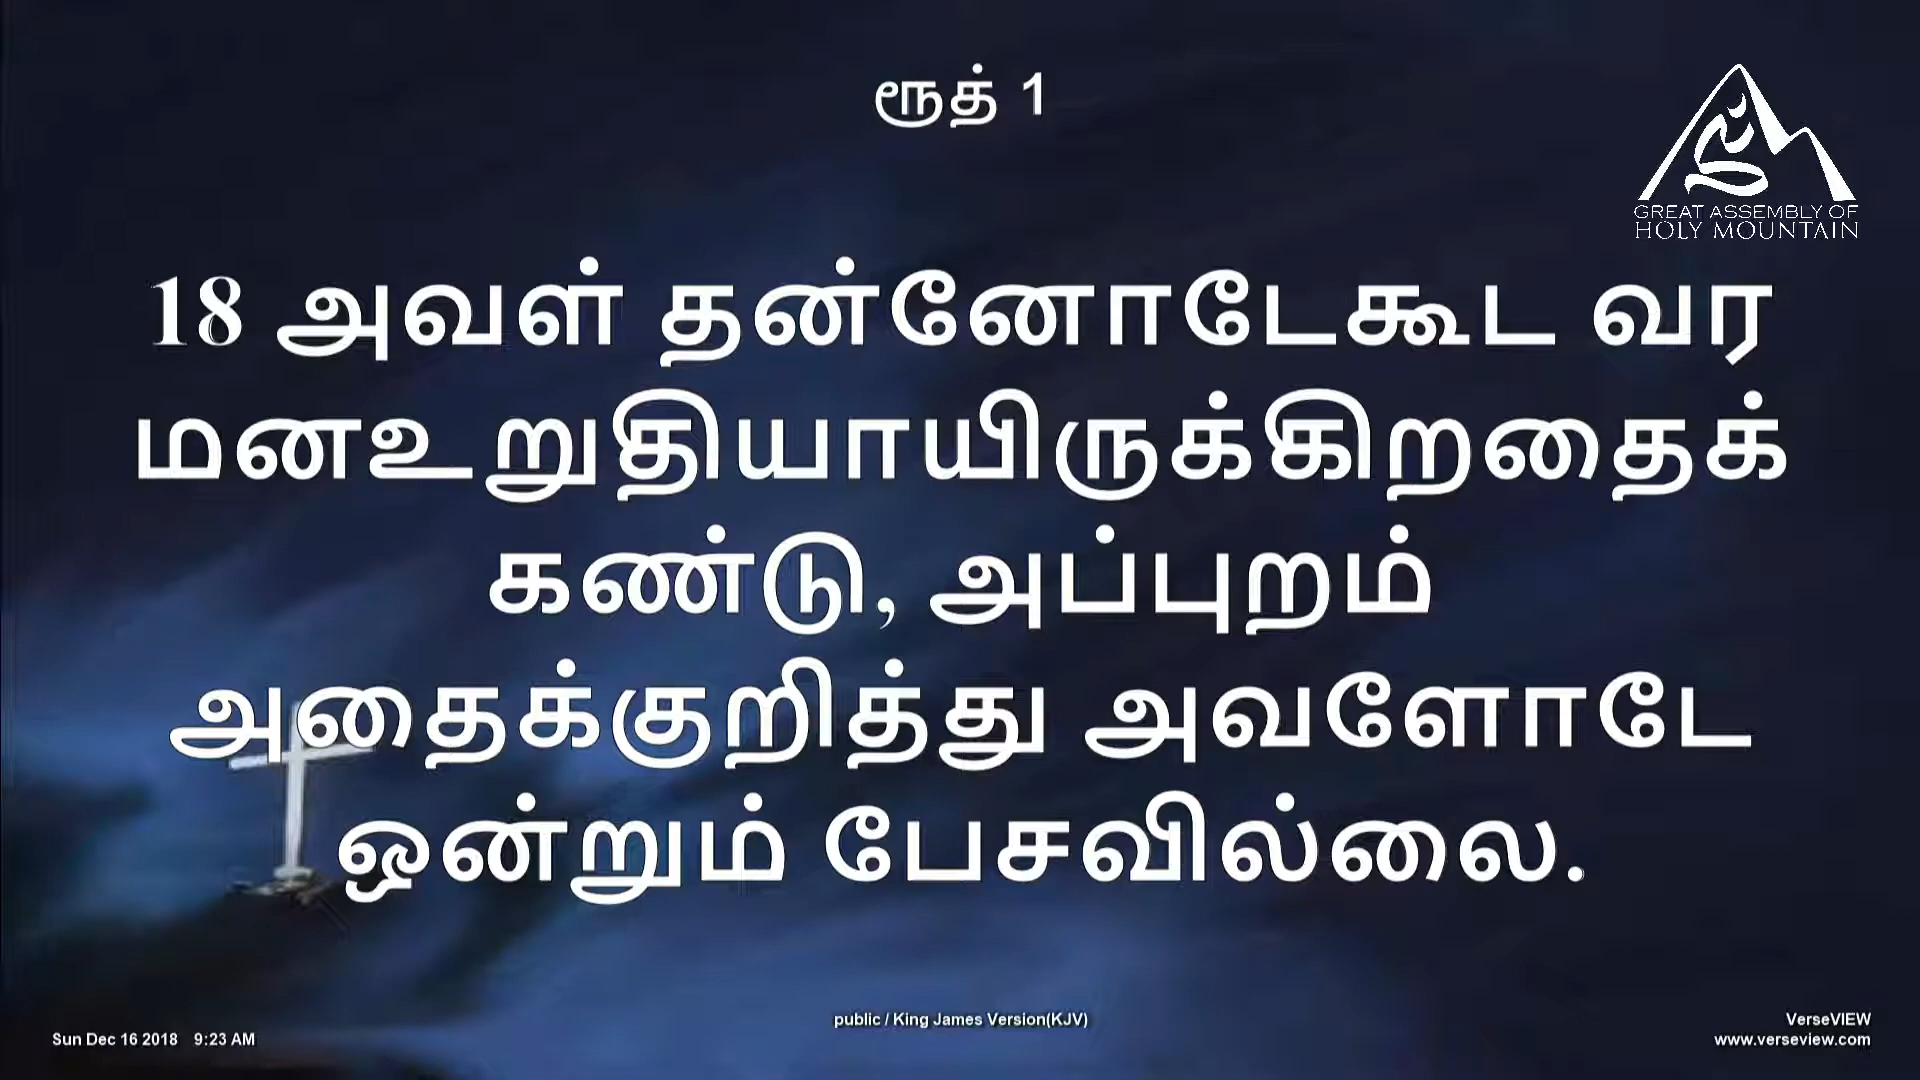 ரூத் 1
GREAT ASSEMBLY OF
HOLY MOUNTAIN
18 அவள் தன்னோடேகூட வர
மனஉறுதியாயிருக்கிறதைக்
கண்டு, அப்புறம்
அதைக்குறித்து அவளோடே
ஒன்றும் பேசவில்லை.
public / King James Version(KJV)
VerseVIEW
www.verseview.com
Sun Dec 16 2018 9:23 AM